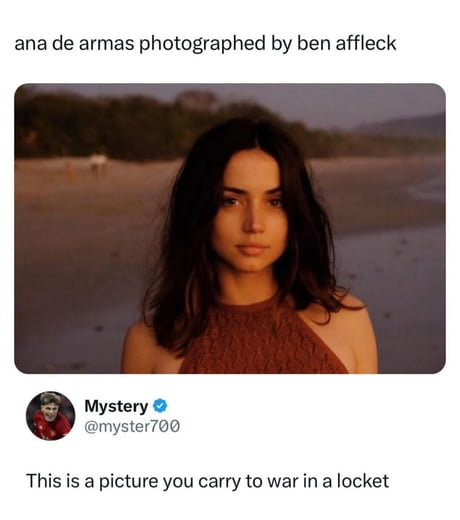 ana de armas photographed by ben affleck
Mystery
@myster700
This is a picture you carry to war in a locket